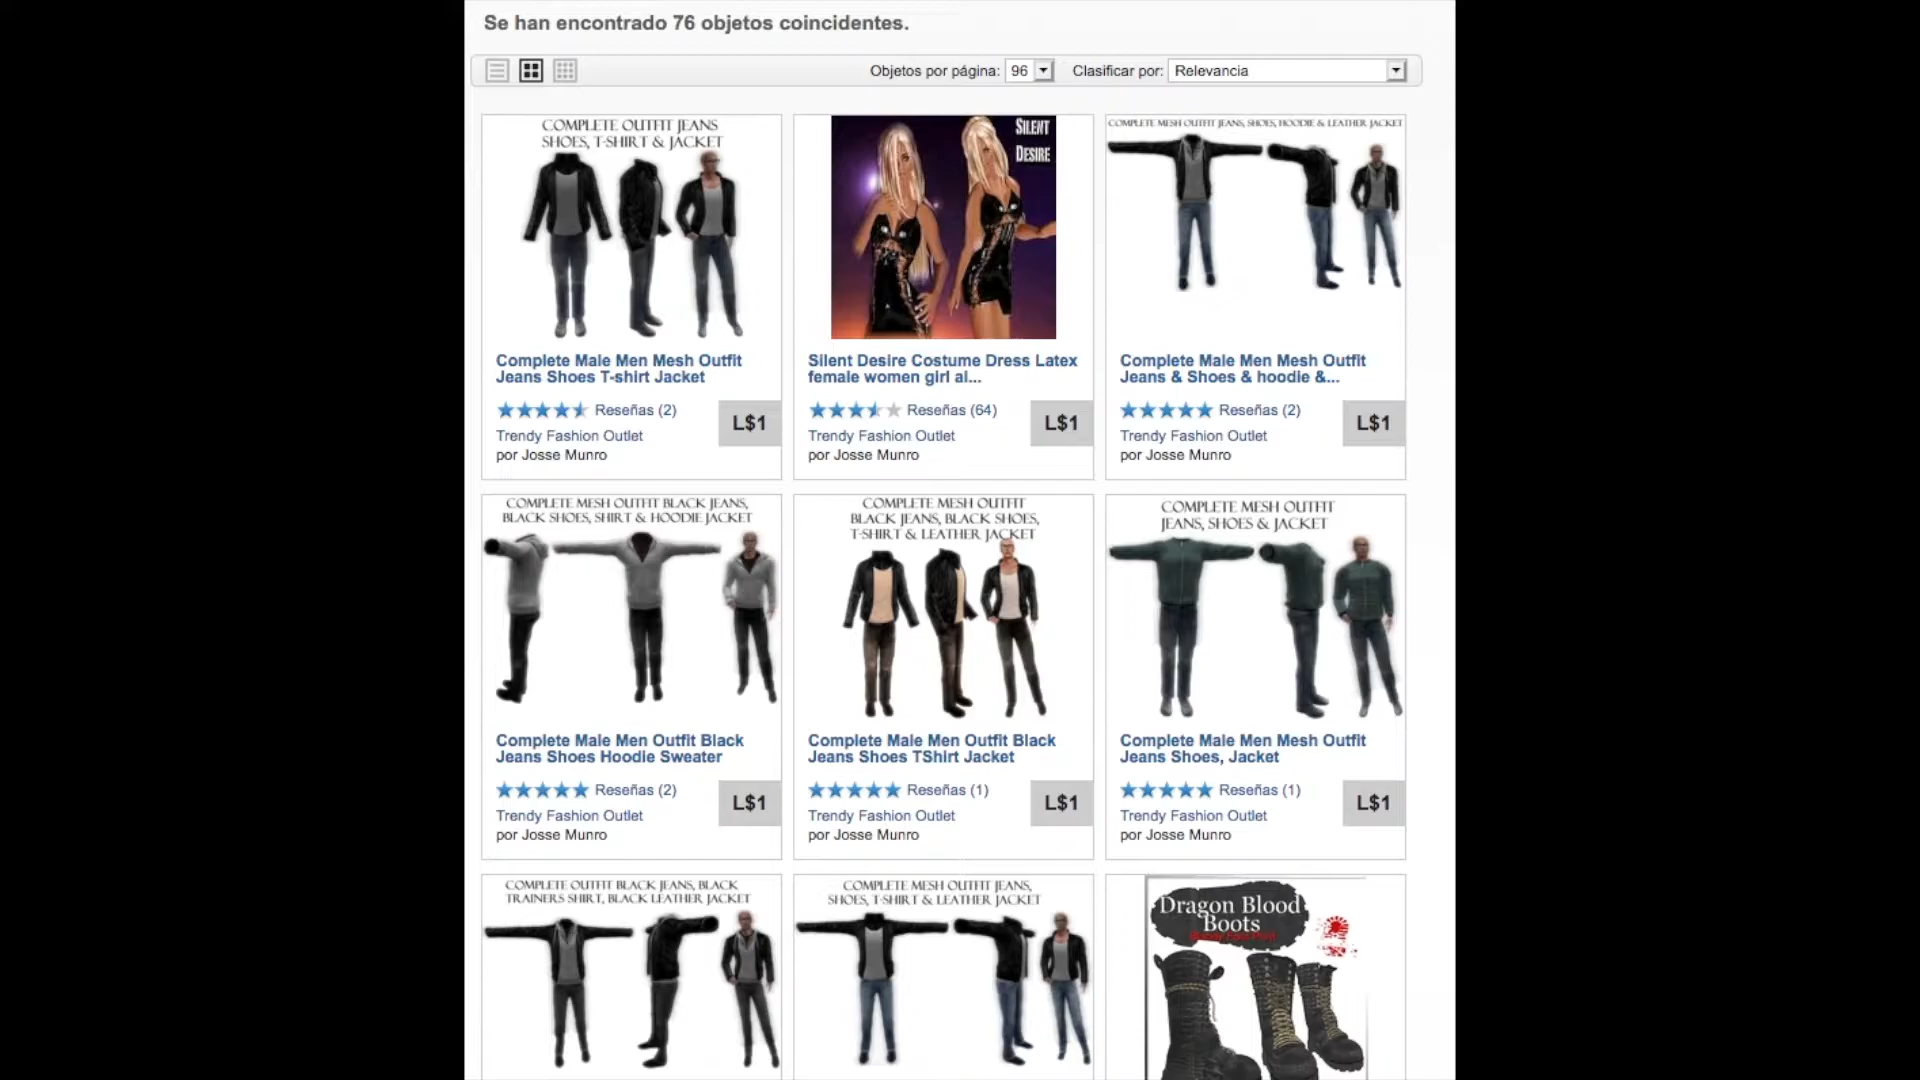 Se han encontrado 76 objetos coincidentes.
Objetos por página: 96 Clasificar por: Relevancia
COMPLETE OUTFIT JEANS
SHOES, T-SHIRT & JACKET
Complete Male Men Mesh Outfit
Jeans Shoes T-shirt Jacket
Reseñas (2)
L$1
Trendy Fashion Outlet
por Josse Munro
SILENT
DESIRE
Silent Desire Costume Dress Latex
female women girl al...
Reseñas (64)
L$1
Trendy Fashion Outlet
por Josse Munro
COMPLETE MESH OUTFIT JEANS, SHOES, HOODIE & LEATHER JACKET
Complete Male Men Mesh Outfit
Jeans & Shoes & hoodie &...
Reseñas (2)
L$1
Trendy Fashion Outlet
por Josse Munro
COMPLETE MESH OUTFIT BLACK JEANS,
BLACK SHOES, SHIRT & HOODIE JACKET
Complete Male Men Outfit Black
Jeans Shoes Hoodie Sweater
Reseñas (2)
L$1
Trendy Fashion Outlet
por Josse Munro
COMPLETE MESH OUTFIT
BLACK JEANS, BLACK SHOES,
T-SHIRT & LEATHER JACKET
Complete Male Men Outfit Black
Jeans Shoes TShirt Jacket
Reseñas (1)
L$1
Trendy Fashion Outlet
por Josse Munro
COMPLETE MESH OUTFIT
JEANS, SHOES & JACKET
Complete Male Men Mesh Outfit
Jeans Shoes, Jacket
Reseñas (1)
L$1
Trendy Fashion Outlet
por Josse Munro
COMPLETE OUTFIT BLACK JEANS, BLACK
TRAINERS SHIRT, BLACK LEATHER JACKET
COMPLETE MESH OUTFIT JEANS,
SHOES, T-SHIRT & LEATHER JACKET
Dragon Blood
Boots